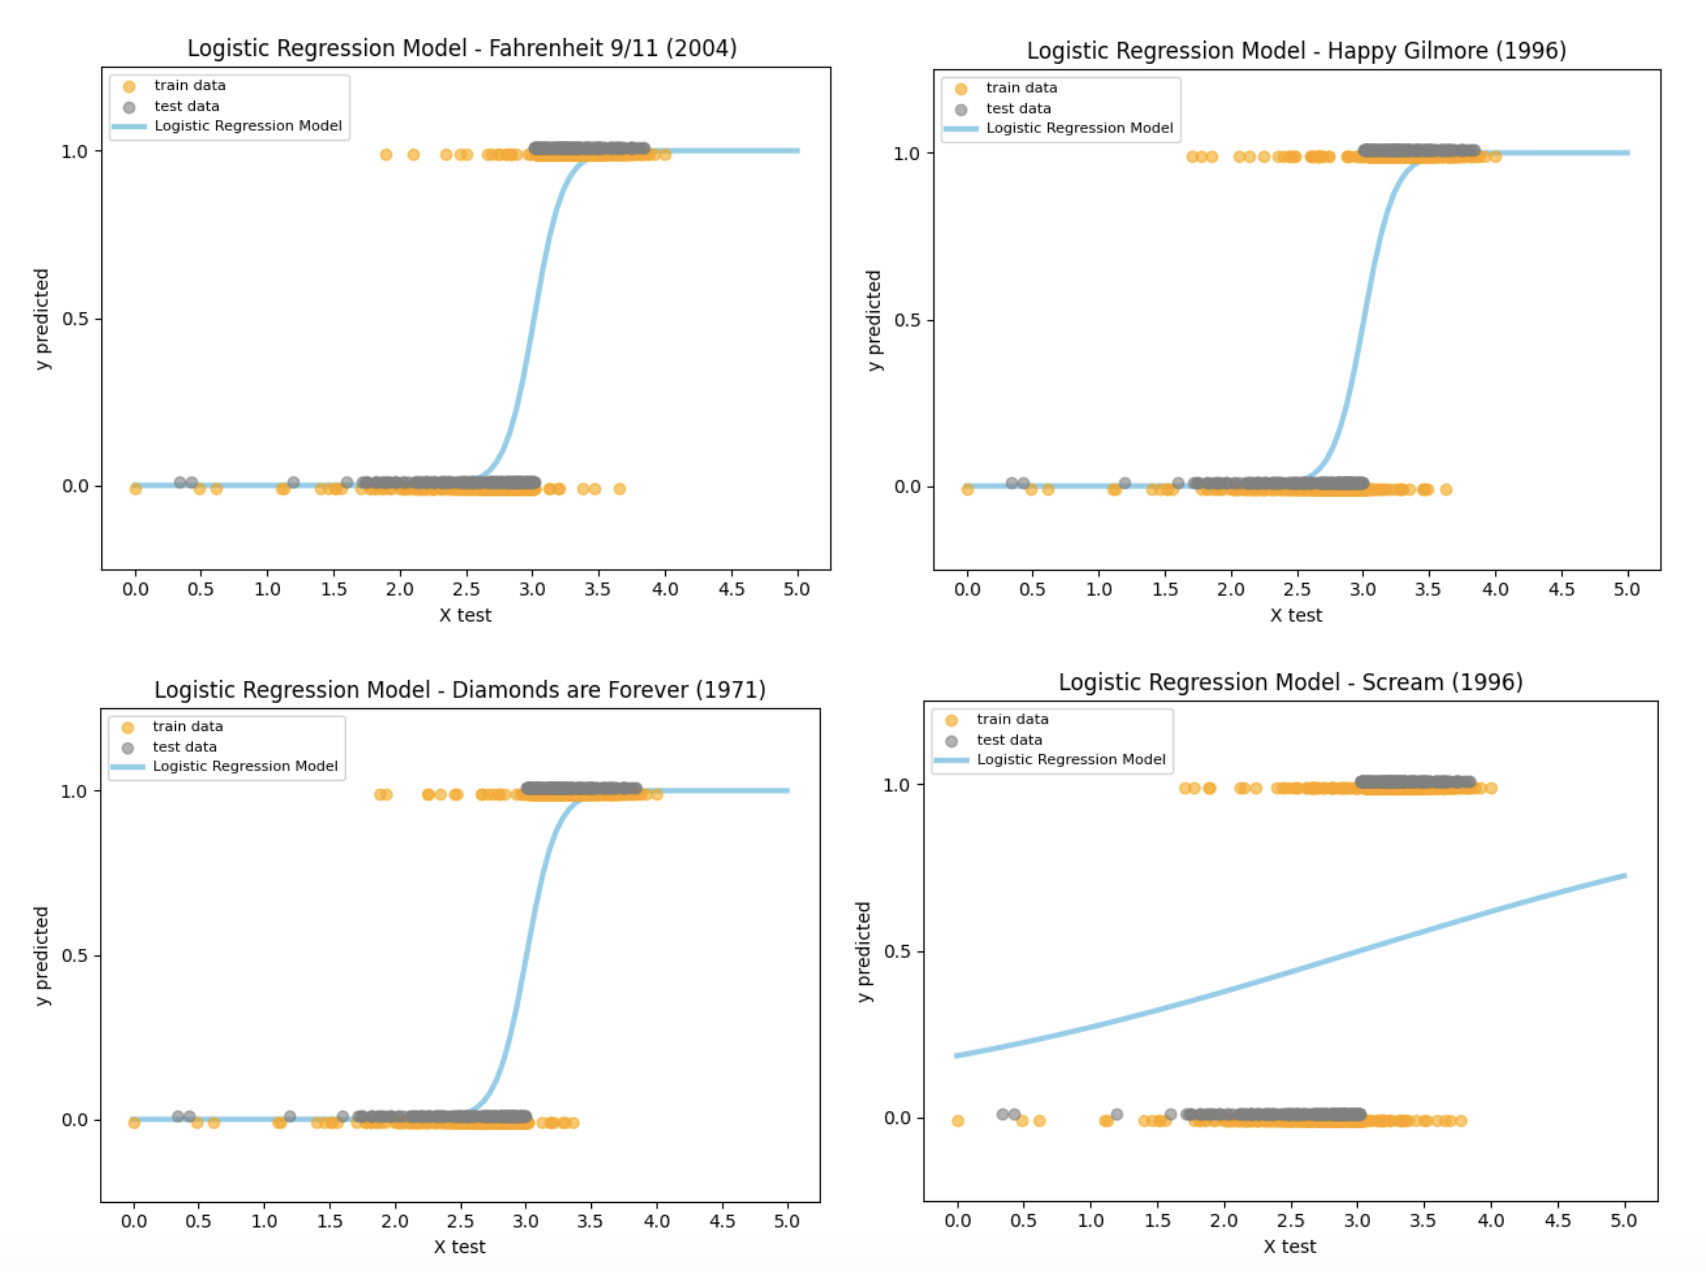 Logistic Regression Model - Fahrenheit 9/11 (2004)
train data
test data
Logistic Regression Model
1.0
0.5
0.0
y predicted
0.0 0.5 1.0 1.5 2.0 2.5 3.0 3.5 4.0 4.5 5.0
X test
Logistic Regression Model - Happy Gilmore (1996)
train data
test data
Logistic Regression Model
1.0
0.5
0.0
y predicted
0.0 0.5 1.0 1.5 2.0 2.5 3.0 3.5 4.0 4.5 5.0
X test
Logistic Regression Model - Diamonds are Forever (1971)
train data
test data
Logistic Regression Model
1.0
0.5
0.0
y predicted
0.0 0.5 1.0 1.5 2.0 2.5 3.0 3.5 4.0 4.5 5.0
X test
Logistic Regression Model - Scream (1996)
train data
test data
Logistic Regression Model
1.0
0.5
0.0
y predicted
0.0 0.5 1.0 1.5 2.0 2.5 3.0 3.5 4.0 4.5 5.0
X test